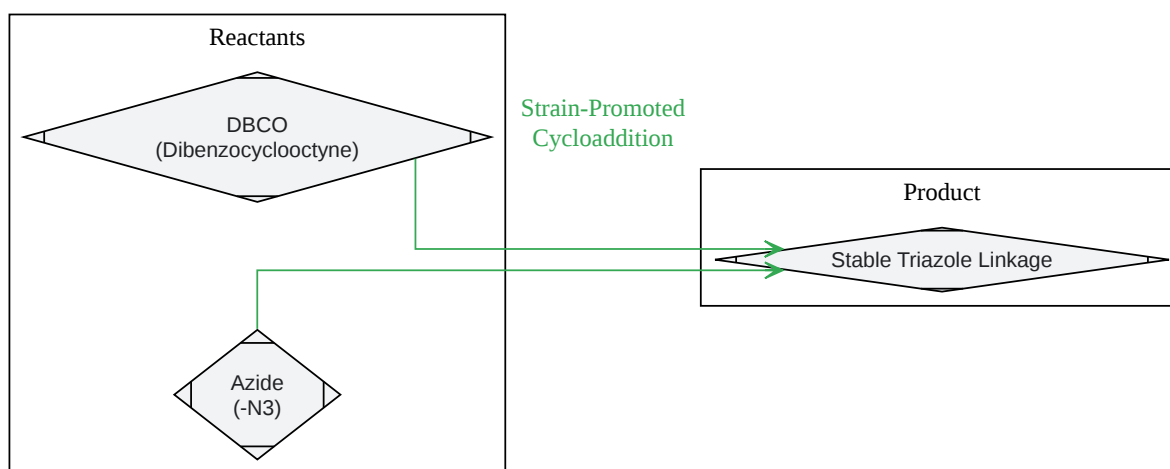 Reactants
DBCO
(Dibenzocyclooctyne)
Strain-Promoted
Cycloaddition
Product
Stable Triazole Linkage
Azide
(-N3)